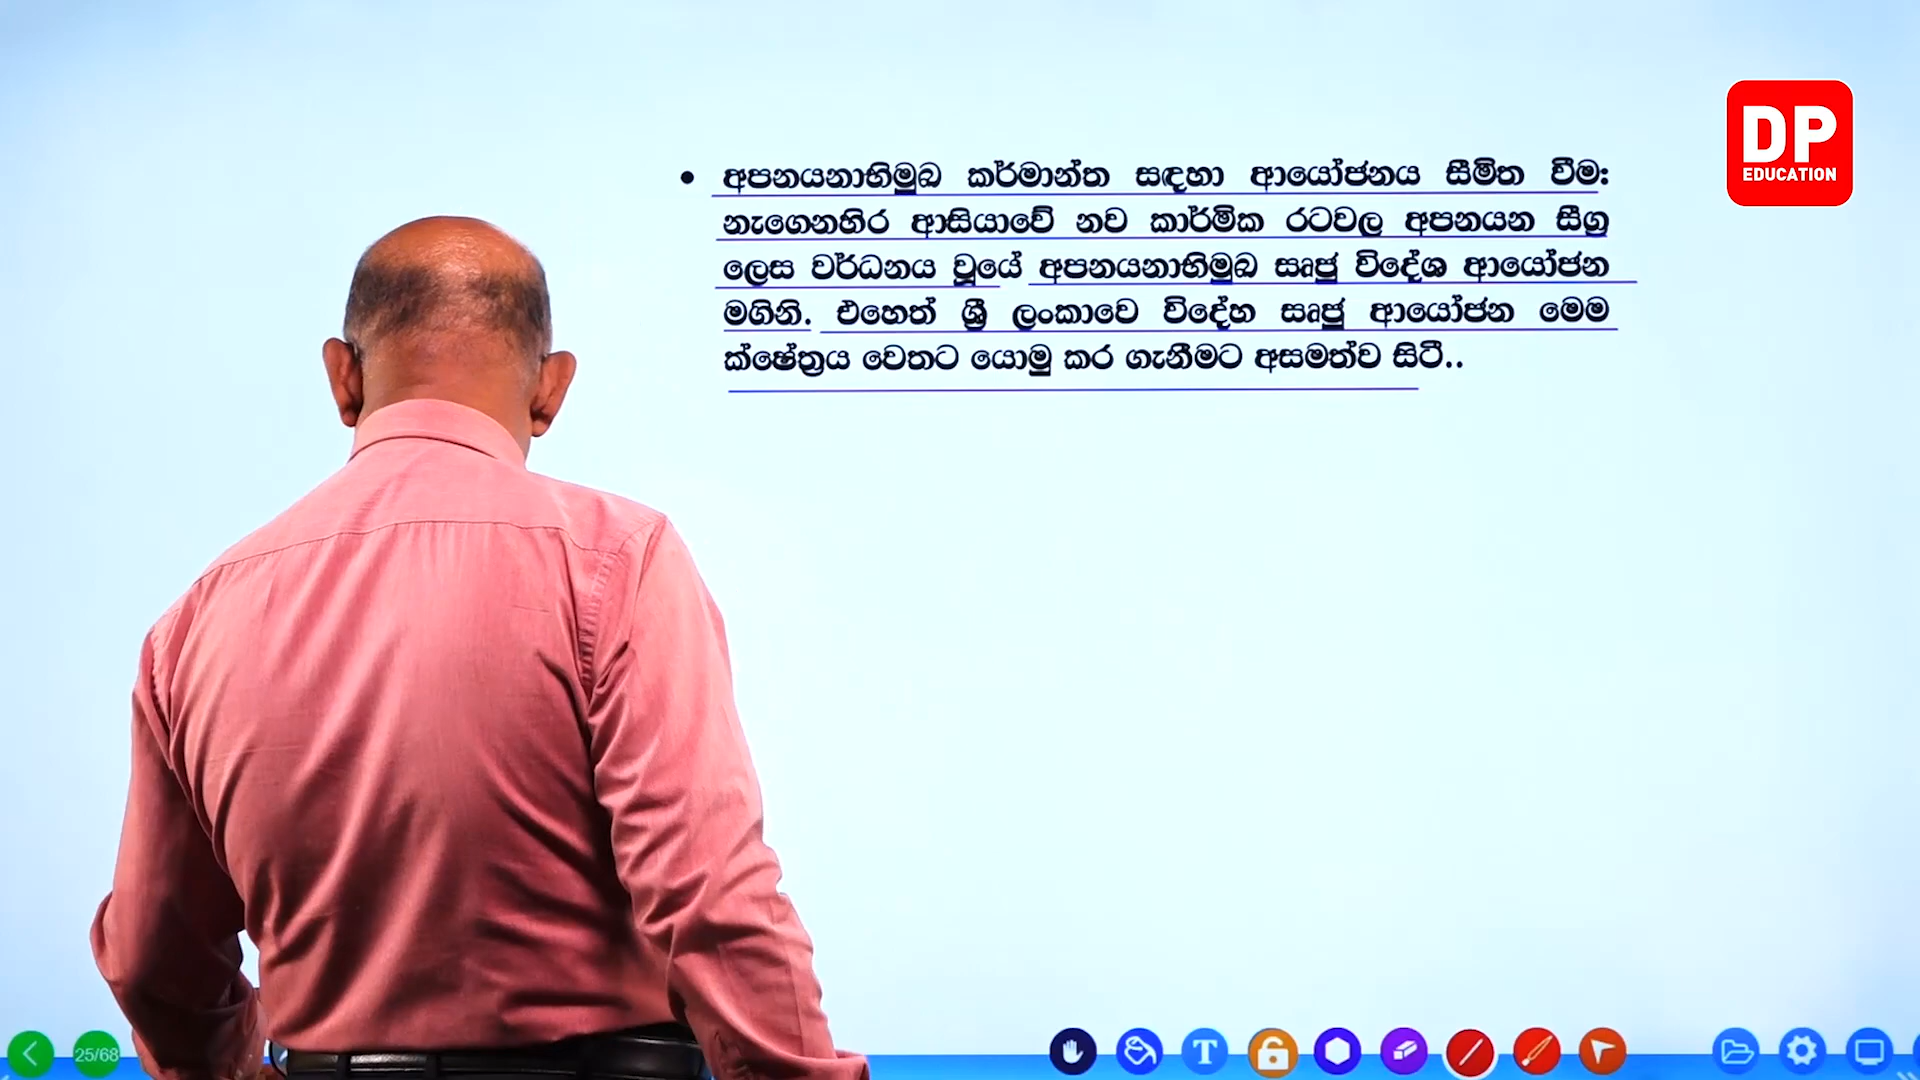 DP
EDUCATION
• අපනයනාභිමුඛ කර්මාන්ත සඳහා ආයෝජනය සීමිත වීම:
නැගෙනහිර ආසියාවේ නව කාර්මික රටවල අපනයන සීග්‍ර
ලෙස වර්ධනය වූයේ අපනයනාභිමුඛ සෘජු විදේශ ආයෝජන
මගිනි. එහෙත් ශ්‍රී ලංකාවෙ විදේහ සෘජු ආයෝජන මෙම
ක්ෂේත්‍රය වෙතට යොමු කර ගැනීමට අසමත්ව සිටී..
25/68
T